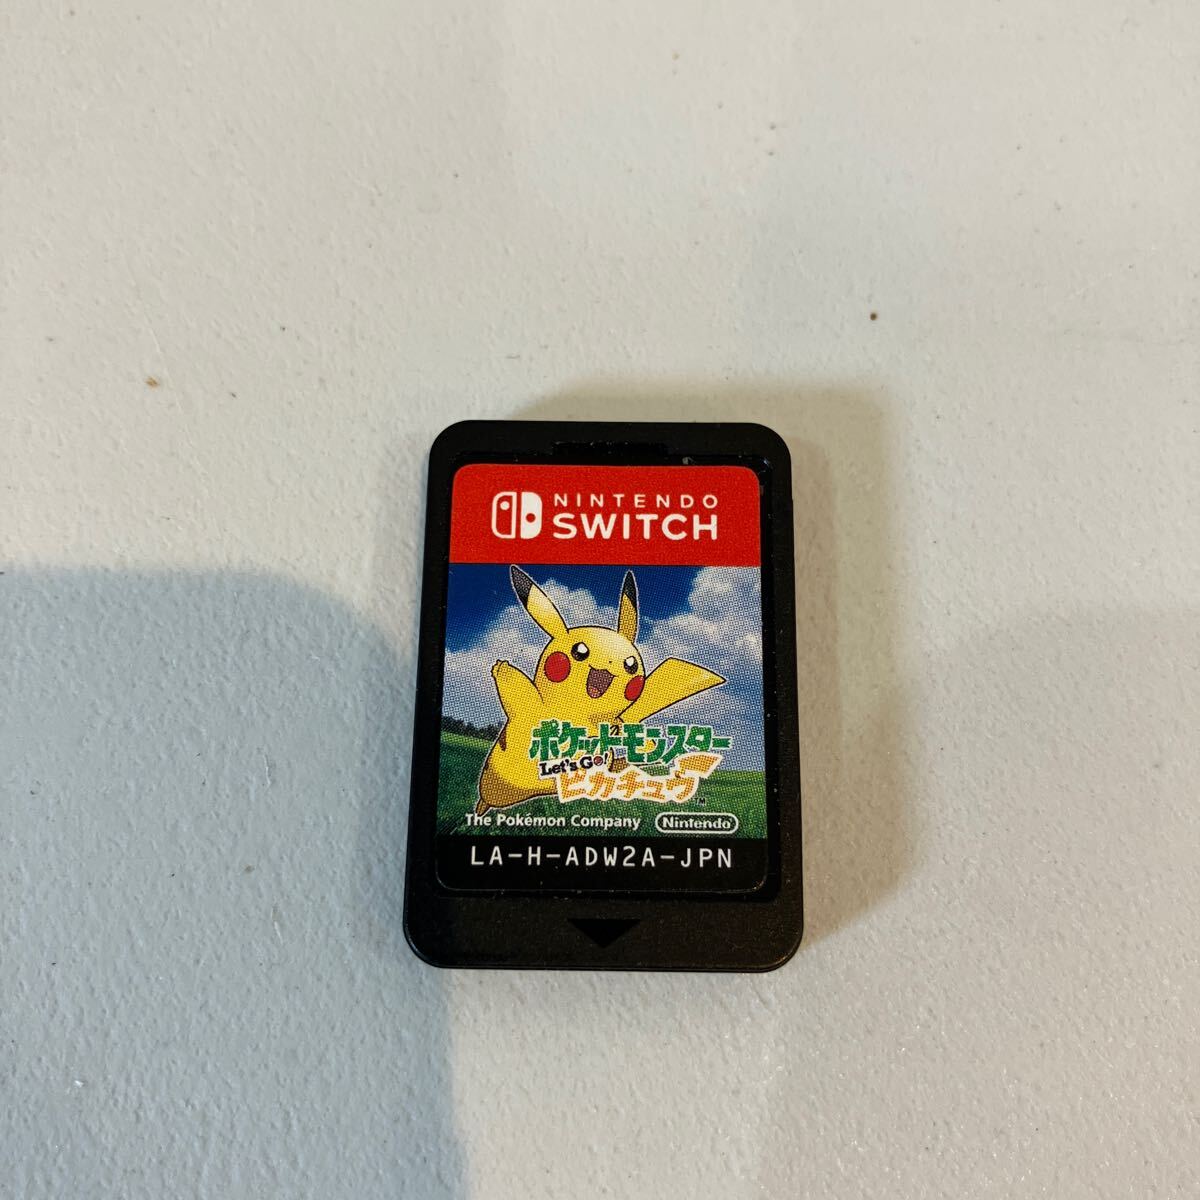 NINTENDO
SWITCH
ポケットモンスター
Let's Go!
ピカチュウ
TM
The Pokémon Company
Nintendo
LA-H-ADW2A-JPN